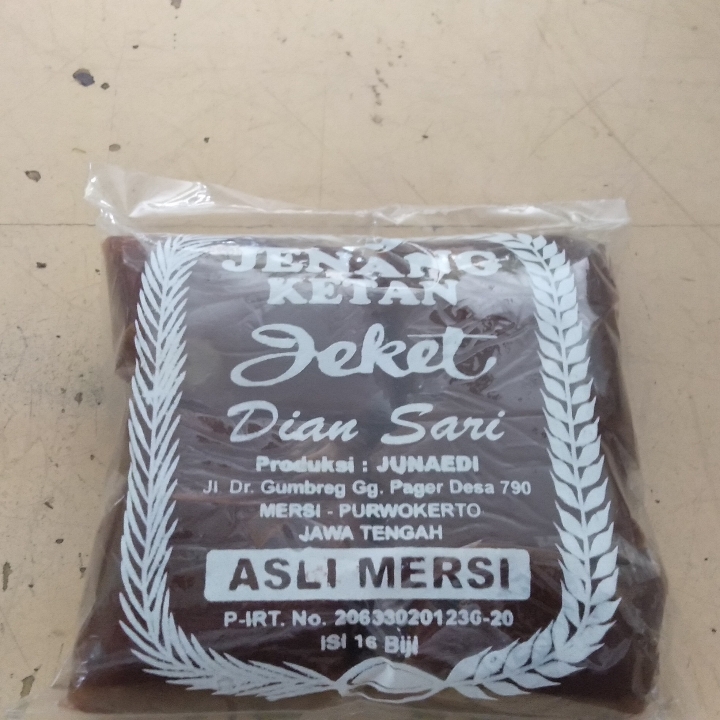 JENANG
KETAN
Jeket
Dian Sari
Produksi : JUNAEDI
Jl Dr. Gumbreg Gg. Pager Desa 790
MERSI - PURWOKERTO
JAWA TENGAH
ASLI MERSI
P-IRT. No. 206330201236-20
ISI 16 Biji